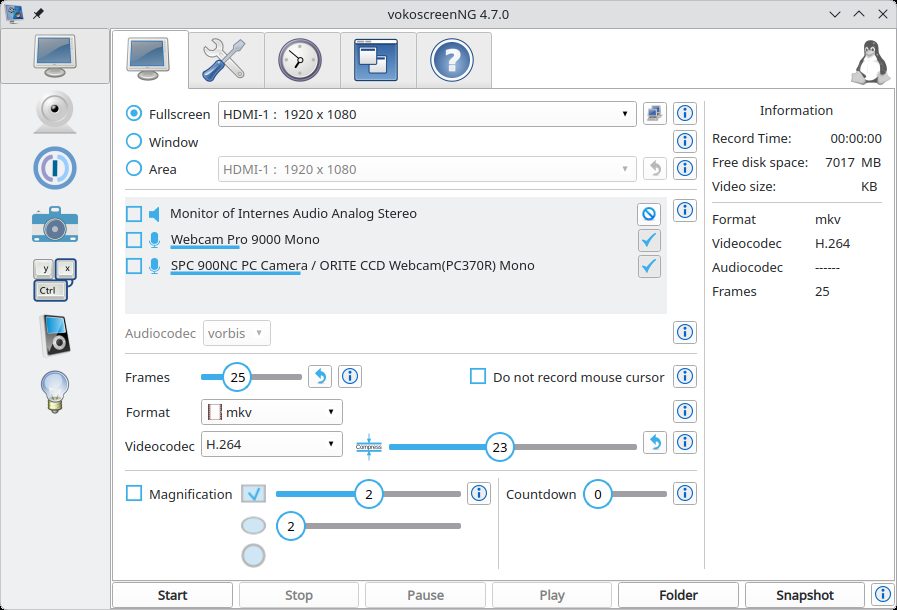 vokoscreenNG 4.7.0
Fullscreen HDMI-1 : 1920 x 1080
Window
Area HDMI-1 : 1920 x 1080
Monitor of Internes Audio Analog Stereo
Webcam Pro 9000 Mono
SPC 900NC PC Camera / ORITE CCD Webcam(PC370R) Mono
Audiocodec vorbis
Frames 25 Do not record mouse cursor
Format mkv
Videocodec H.264 Compress 23
Magnification 2 Countdown 0
2
y x
Ctrl
Information
Record Time: 00:00:00
Free disk space: 7017 MB
Video size: KB
Format mkv
Videocodec H.264
Audiocodec ------
Frames 25
Start Stop Pause Play Folder Snapshot